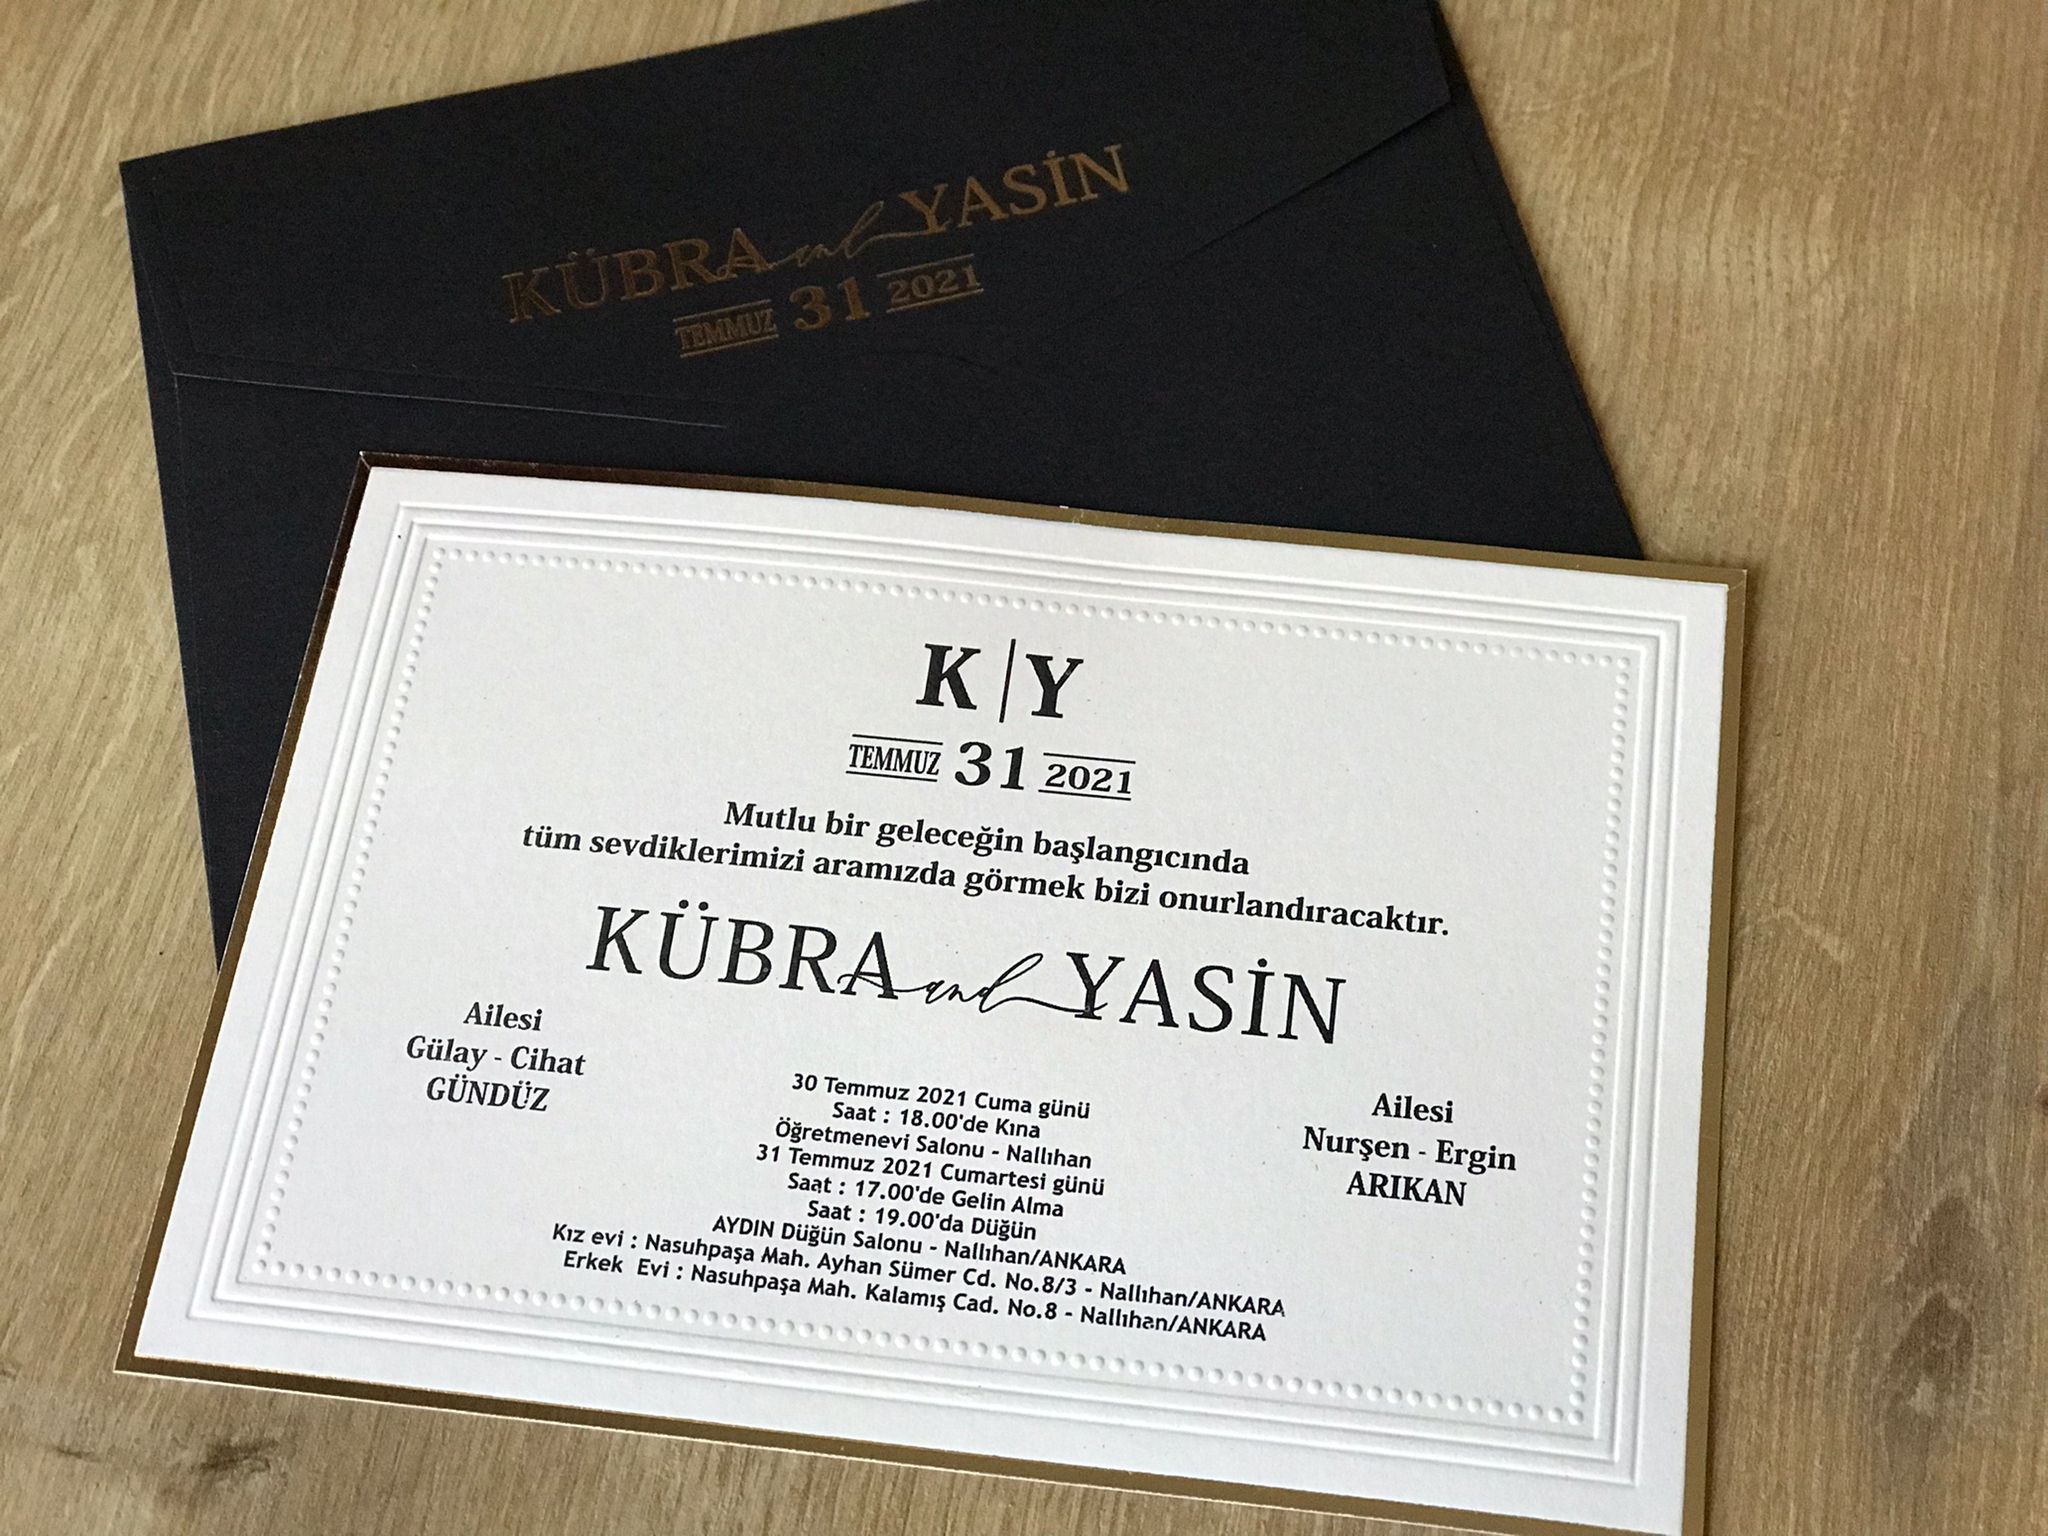 KÜBRA and YASİN
TEMMUZ 31 2021
K|Y
TEMMUZ 31 2021
Mutlu bir geleceğin başlangıcında
tüm sevdiklerimizi aramızda görmek bizi onurlandıracaktır.
KÜBRA and YASİN
Ailesi
Gülay - Cihat
GÜNDÜZ
30 Temmuz 2021 Cuma günü
Saat : 18.00'de Kına
Öğretmenevi Salonu - Nallıhan
31 Temmuz 2021 Cumartesi günü
Saat : 17.00'de Gelin Alma
Saat : 19.00'da Düğün
AYDIN Düğün Salonu - Nallıhan/ANKARA
Kız evi : Nasuhpaşa Mah. Ayhan Sümer Cd. No.8/3 - Nallıhan/ANKARA
Erkek Evi : Nasuhpaşa Mah. Kalamış Cad. No.8 - Nallıhan/ANKARA
Ailesi
Nurşen - Ergin
ARIKAN